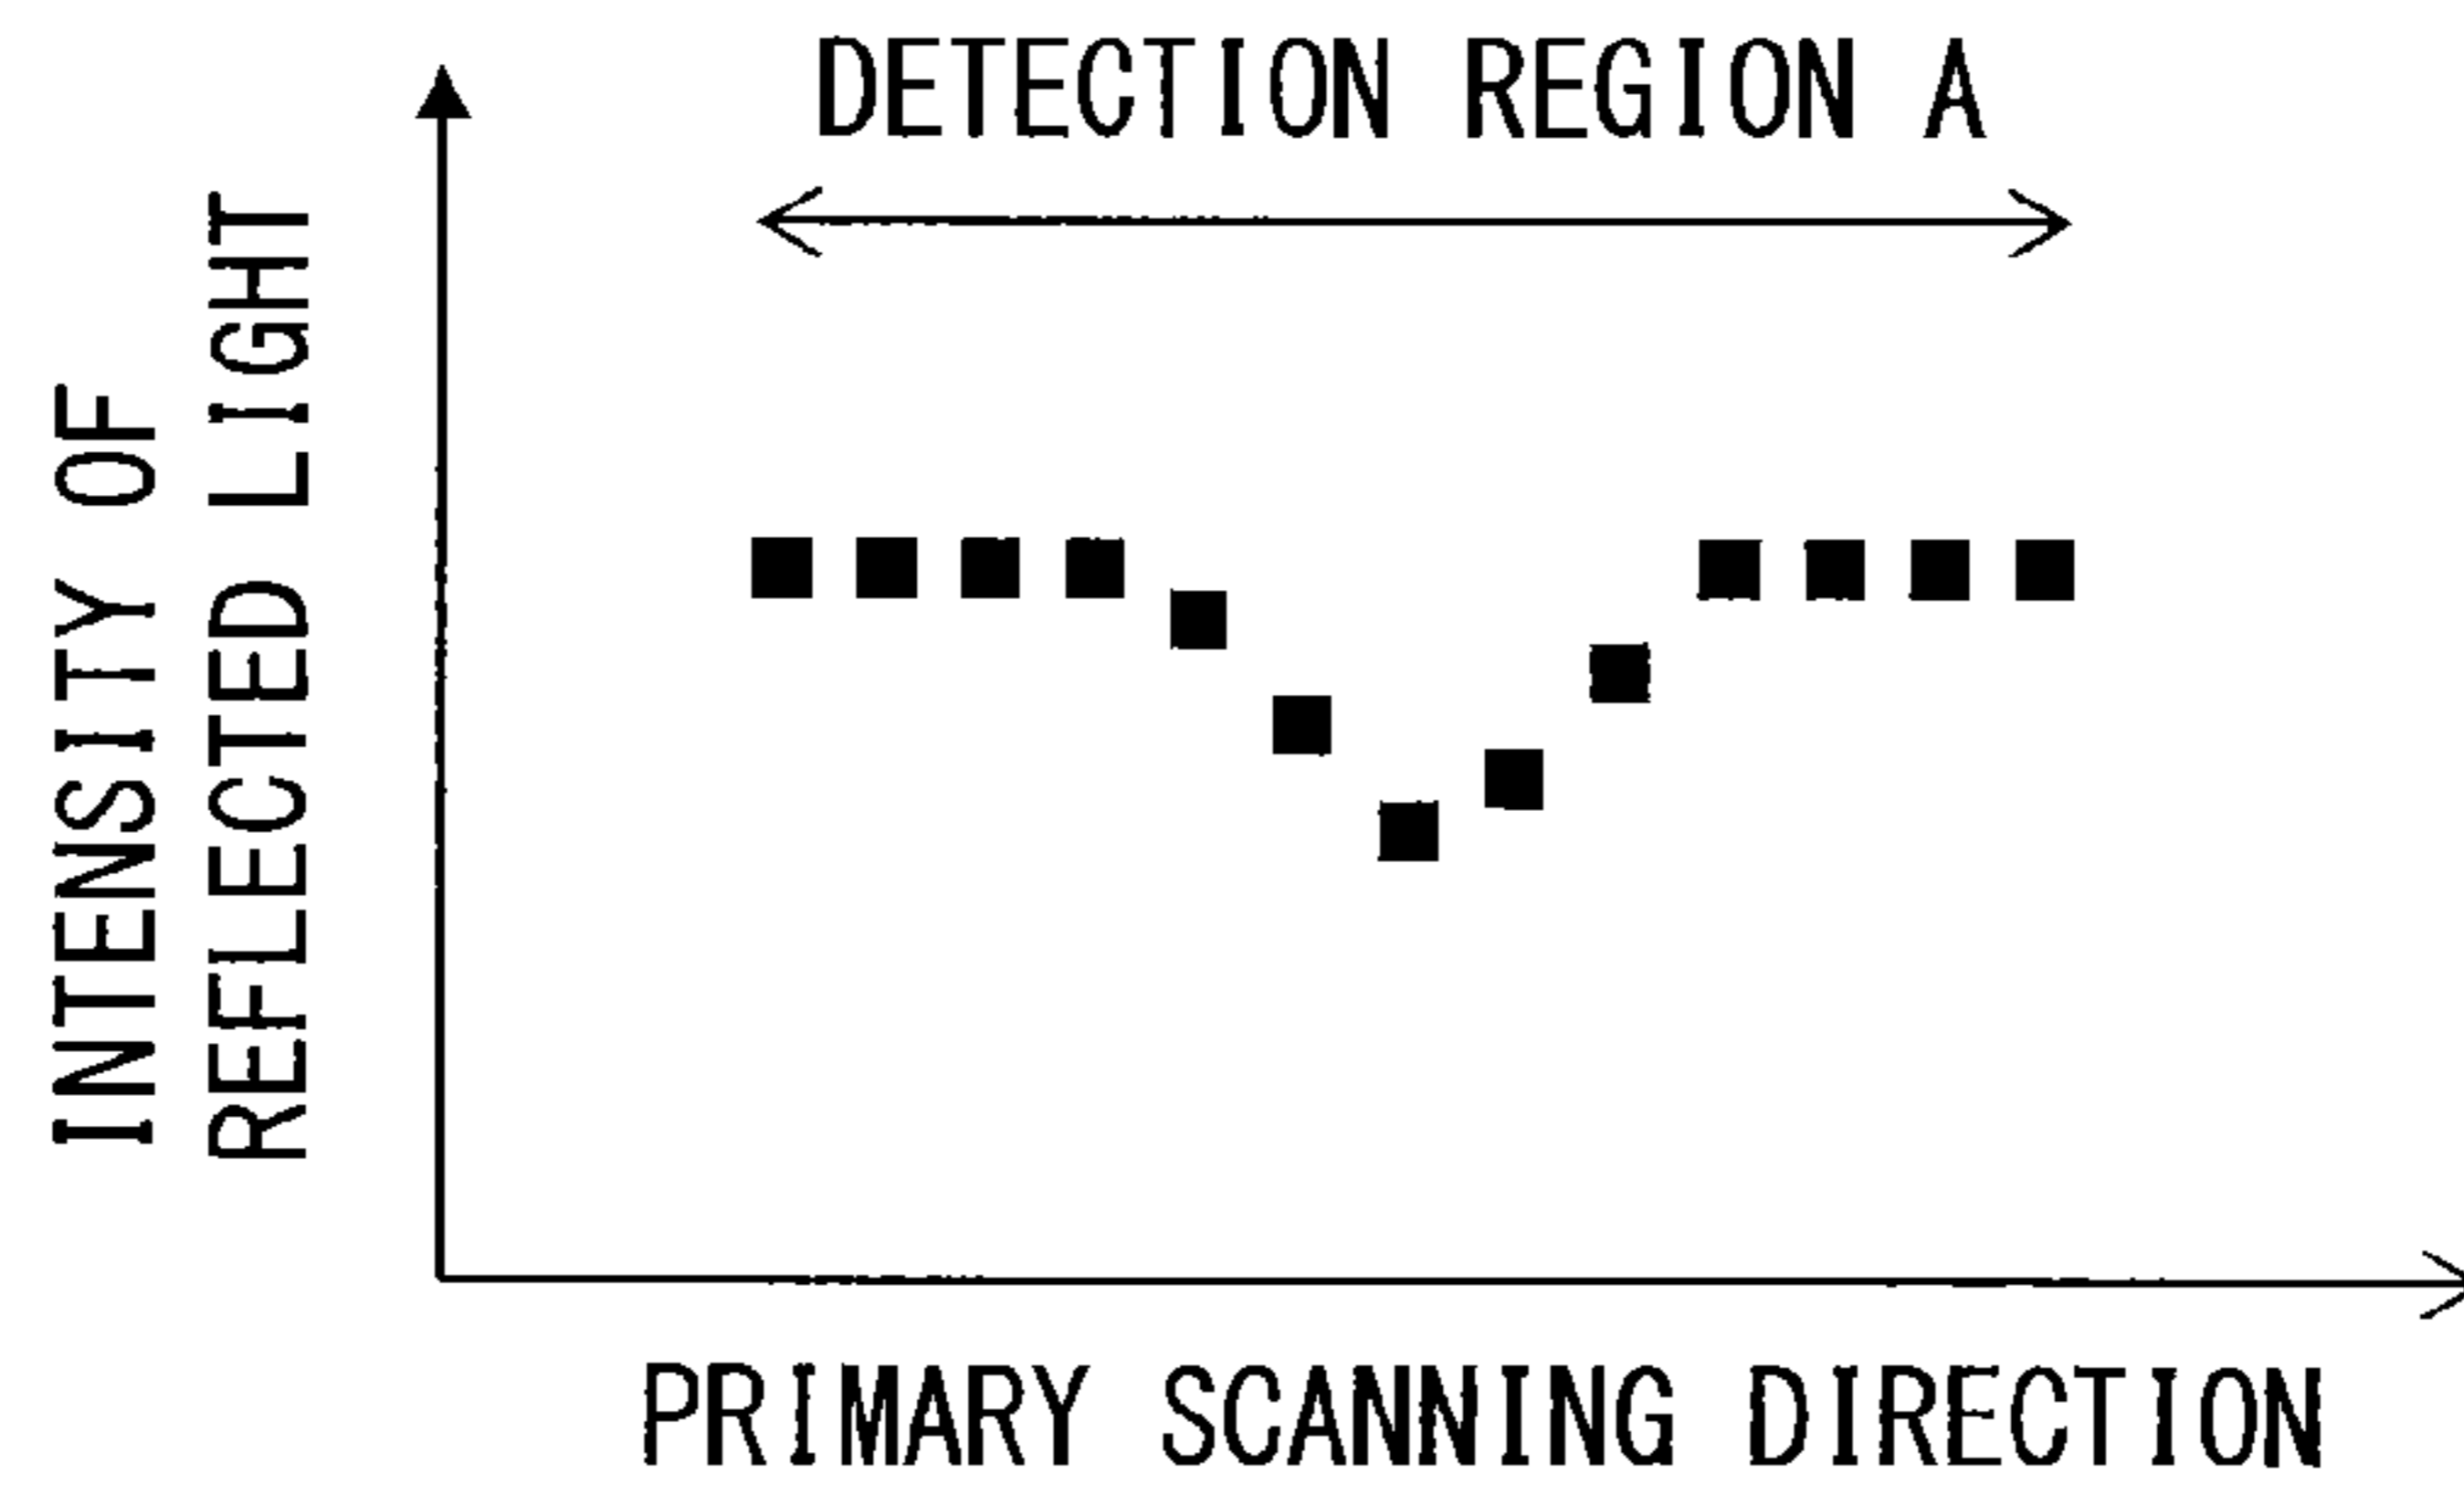 DETECTION REGION A
INTENSITY OF
REFLECTED LIGHT
PRIMARY SCANNING DIRECTION